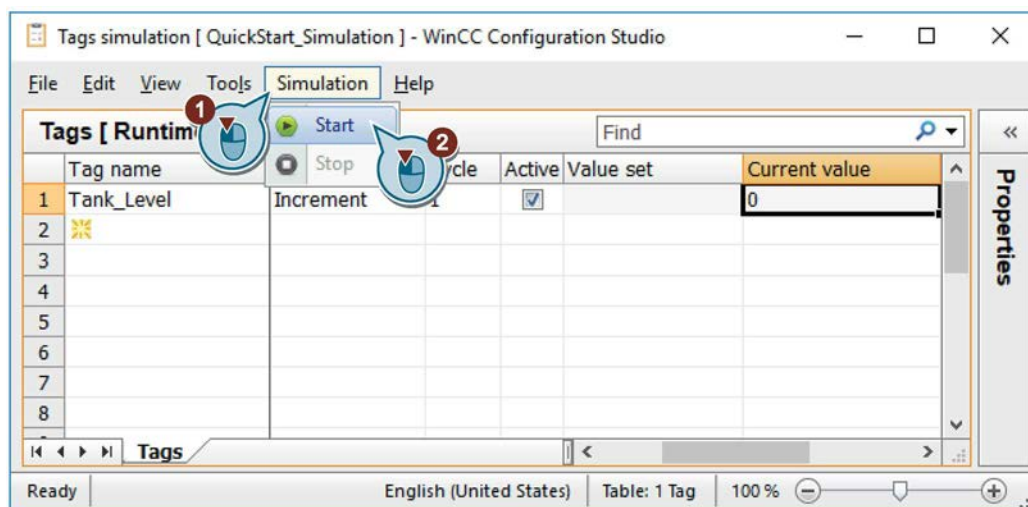 Tags simulation [ QuickStart_Simulation ] - WinCC Configuration Studio
File Edit View Tools Simulation Help
1
Tags [ Runtim
Start
2
Find
Stop
Tag name
cle Active Value set Current value
1 Tank_Level Increment 0
2
3
4
5
6
7
8
Properties
Tags
Ready English (United States) Table: 1 Tag 100 %